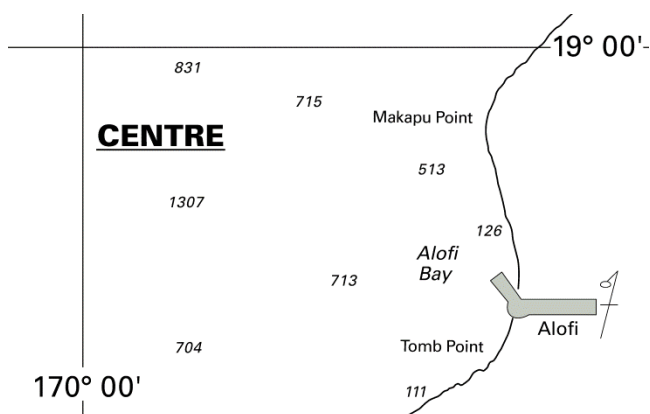 19° 00'
831
715
Makapu Point
CENTRE
513
1307
126
Alofi
Bay
713
Alofi
704
Tomb Point
170° 00'
111